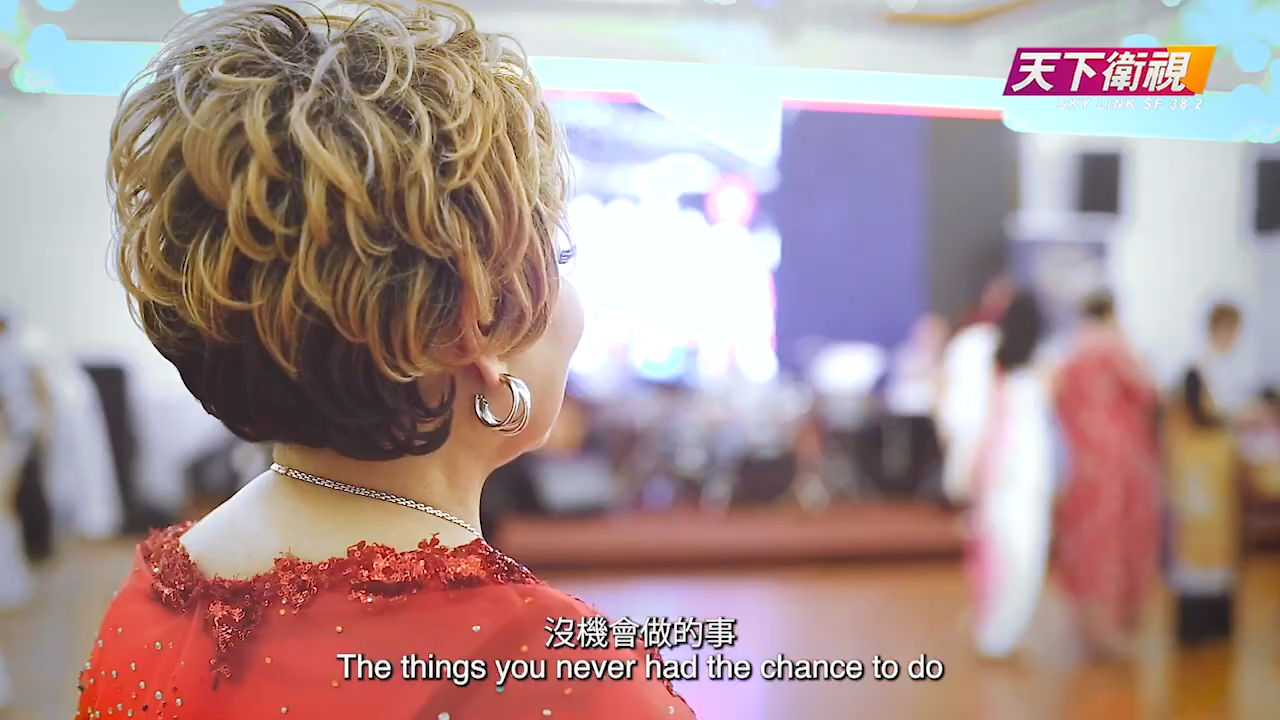 天下衛視
SKY LINK SF 38.2
沒機會做的事
The things you never had the chance to do